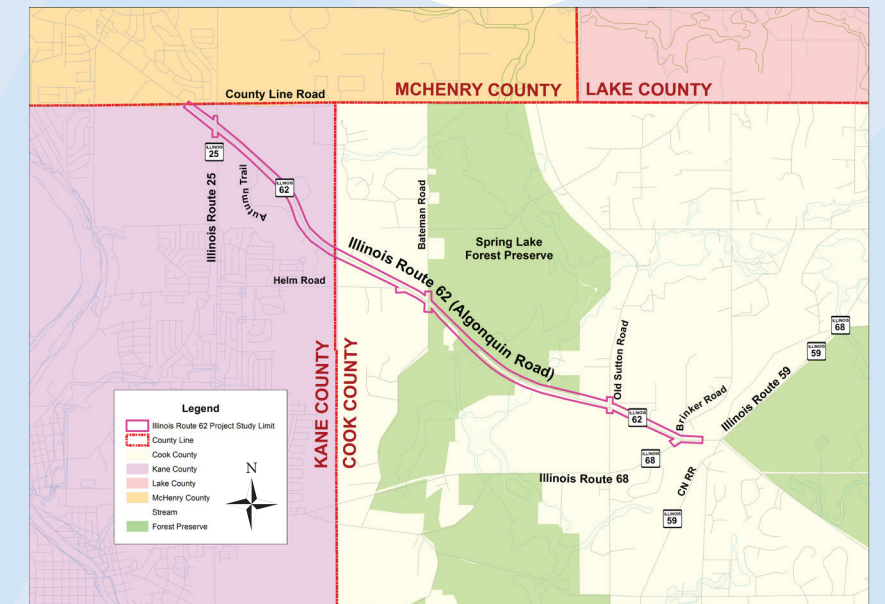 County Line Road
MCHENRY COUNTY
LAKE COUNTY
ILLINOIS
25
Illinois Route 25
Autumn Trail
ILLINOIS
62
Bateman Road
Spring Lake
Forest Preserve
Helm Road
Illinois Route 62 (Algonquin Road)
KANE COUNTY
COOK COUNTY
Old Sutton Road
ILLINOIS
68
ILLINOIS
59
Illinois Route 59
Brinker Road
ILLINOIS
62
ILLINOIS
68
Illinois Route 68
CN RR
ILLINOIS
59
Legend
Illinois Route 62 Project Study Limit
County Line
Cook County
Kane County
Lake County
McHenry County
Stream
Forest Preserve
N